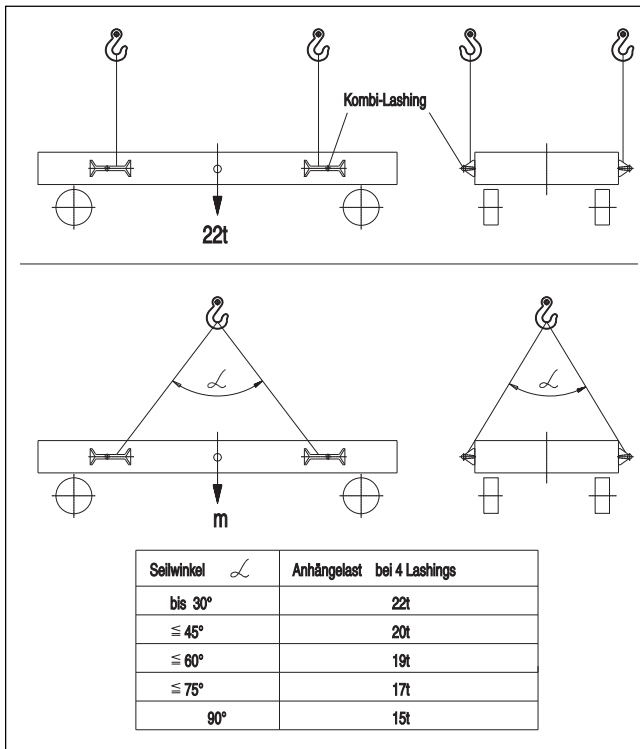 Kombi-Lashing
22t
ℒ
ℒ
m
Seilwinkel ℒ Anhängelast bei 4 Lashings
bis 30° 22t
≦ 45° 20t
≦ 60° 19t
≦ 75° 17t
90° 15t